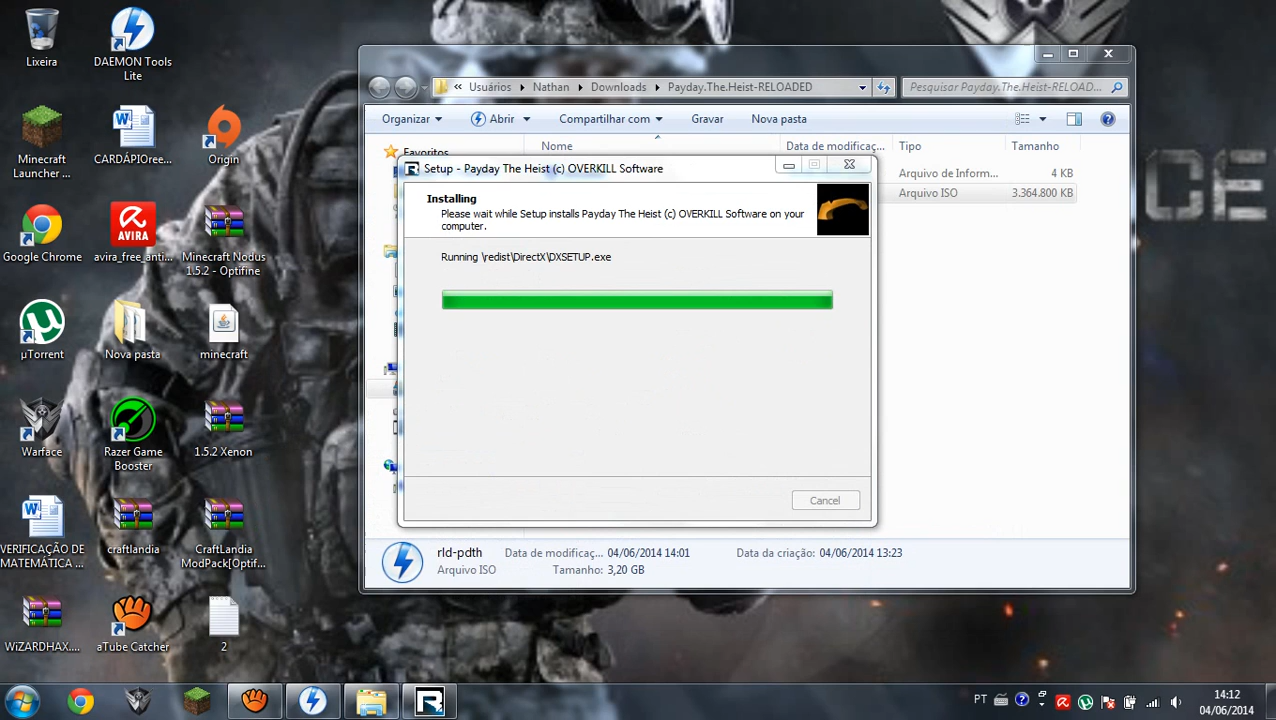 Lixeira
DAEMON Tools
Lite
Minecraft
Launcher ...
CARDÁPIOree...
Origin
Google Chrome
AVIRA
avira_free_antivi...
Minecraft Nodus
1.5.2 - Optifine
µTorrent
Nova pasta
minecraft
Warface
Razer Game
Booster
1.5.2 Xenon
VERIFICAÇÃO DE
MATEMÁTICA ...
craftlandia
CraftLandia
ModPack[Optif...
WiZARDHAX....
aTube Catcher
2
« Usuários Nathan Downloads Payday.The.Heist-RELOADED
Pesquisar Payday.The.Heist-RELOAD...
Organizar Abrir Compartilhar com Gravar Nova pasta
Favoritos
Nome Data de modificaç... Tipo Tamanho
Arquivo de Inform... 4 KB
Arquivo ISO 3.364.800 KB
Setup - Payday The Heist (c) OVERKILL Software
Installing
Please wait while Setup installs Payday The Heist (c) OVERKILL Software on your
computer.
Running \redist\DirectX\DXSETUP.exe
Cancel
rld-pdth Data de modificaç... 04/06/2014 14:01 Data da criação: 04/06/2014 13:23
Arquivo ISO Tamanho: 3,20 GB
CE
PT
14:12
04/06/2014